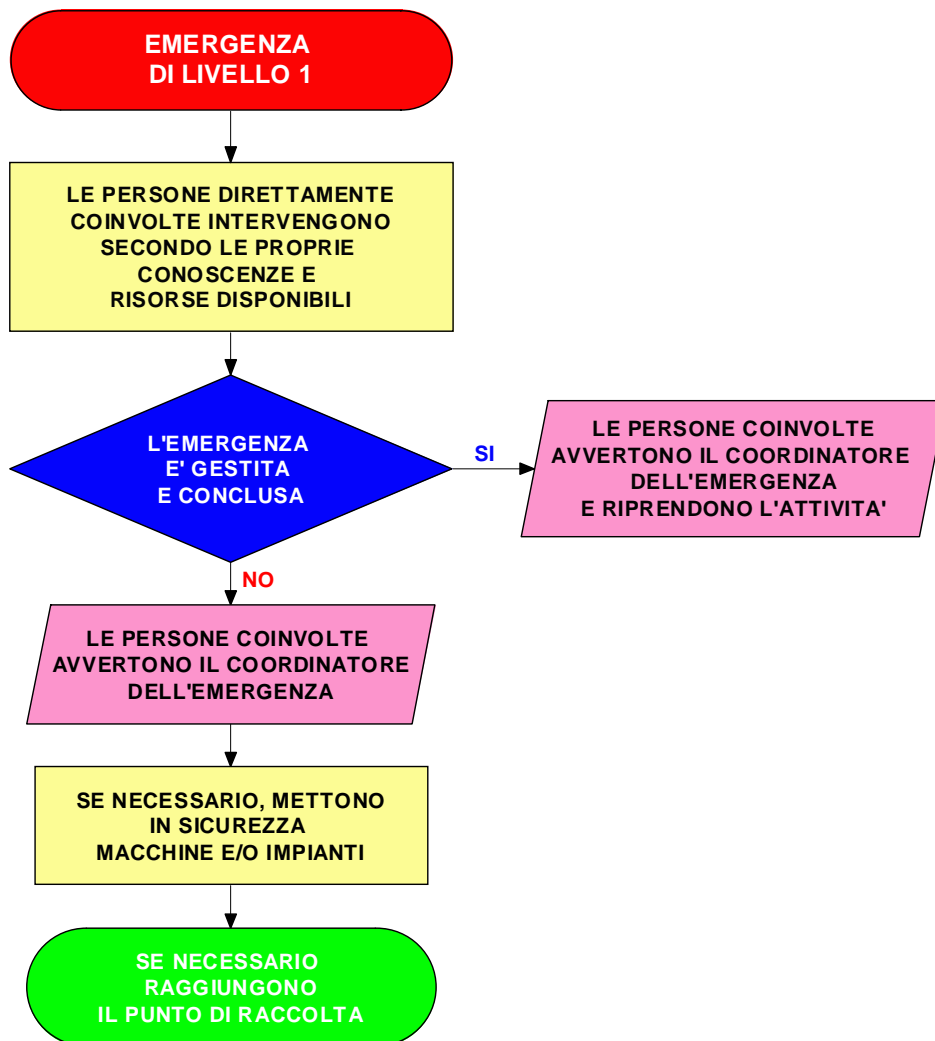 EMERGENZA
DI LIVELLO 1
LE PERSONE DIRETTAMENTE
COINVOLTE INTERVENGONO
SECONDO LE PROPRIE
CONOSCENZE E
RISORSE DISPONIBILI
L'EMERGENZA
E' GESTITA
E CONCLUSA
SI
LE PERSONE COINVOLTE
AVVERTONO IL COORDINATORE
DELL'EMERGENZA
E RIPRENDONO L'ATTIVITA'
NO
LE PERSONE COINVOLTE
AVVERTONO IL COORDINATORE
DELL'EMERGENZA
SE NECESSARIO, METTONO
IN SICUREZZA
MACCHINE E/O IMPIANTI
SE NECESSARIO
RAGGIUNGONO
IL PUNTO DI RACCOLTA